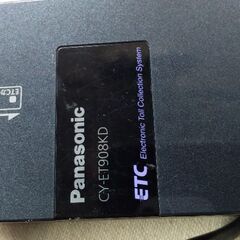 Panasonic
CY-ET908KD
ETC Electronic Toll Collection System